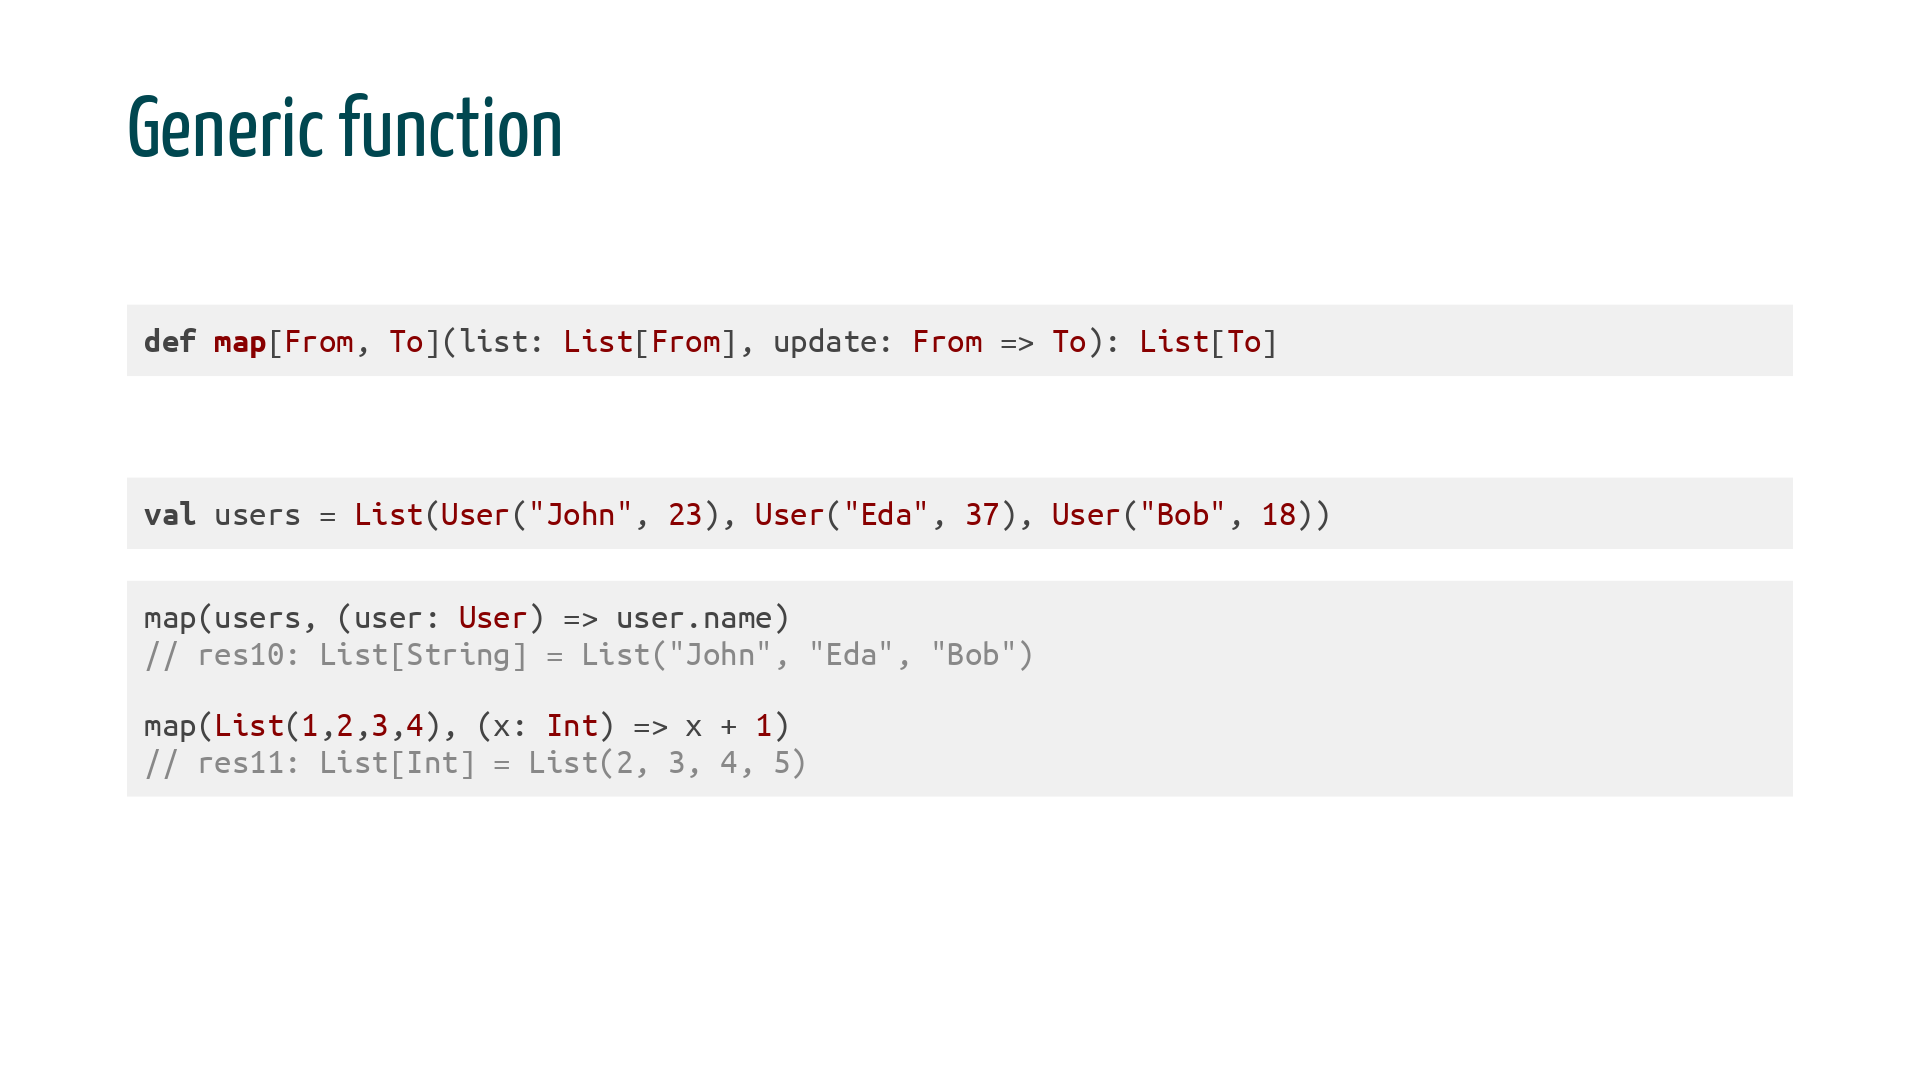 Generic function
def map[From, To](list: List[From], update: From => To): List[To]
val users = List(User("John", 23), User("Eda", 37), User("Bob", 18))
map(users, (user: User) => user.name)
// res10: List[String] = List("John", "Eda", "Bob")
map(List(1,2,3,4), (x: Int) => x + 1)
// res11: List[Int] = List(2, 3, 4, 5)